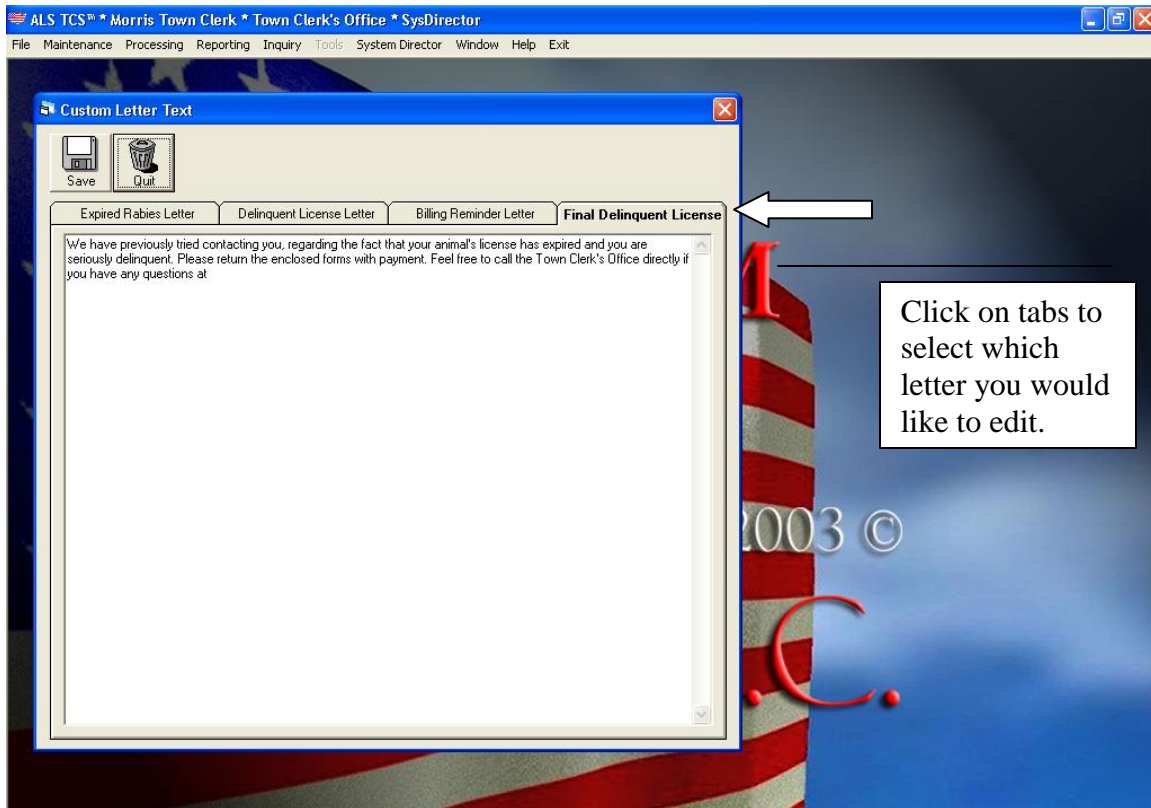 ALS TCS™ * Morris Town Clerk * Town Clerk's Office * SysDirector
File Maintenance Processing Reporting Inquiry Tools System Director Window Help Exit
Custom Letter Text
Save Quit
Expired Rabies Letter Delinquent License Letter Billing Reminder Letter Final Delinquent License
We have previously tried contacting you, regarding the fact that your animal's license has expired and you are
seriously delinquent. Please return the enclosed forms with payment. Feel free to call the Town Clerk's Office directly if
you have any questions at
Click on tabs to
select which
letter you would
like to edit.
2003 ©
.C.